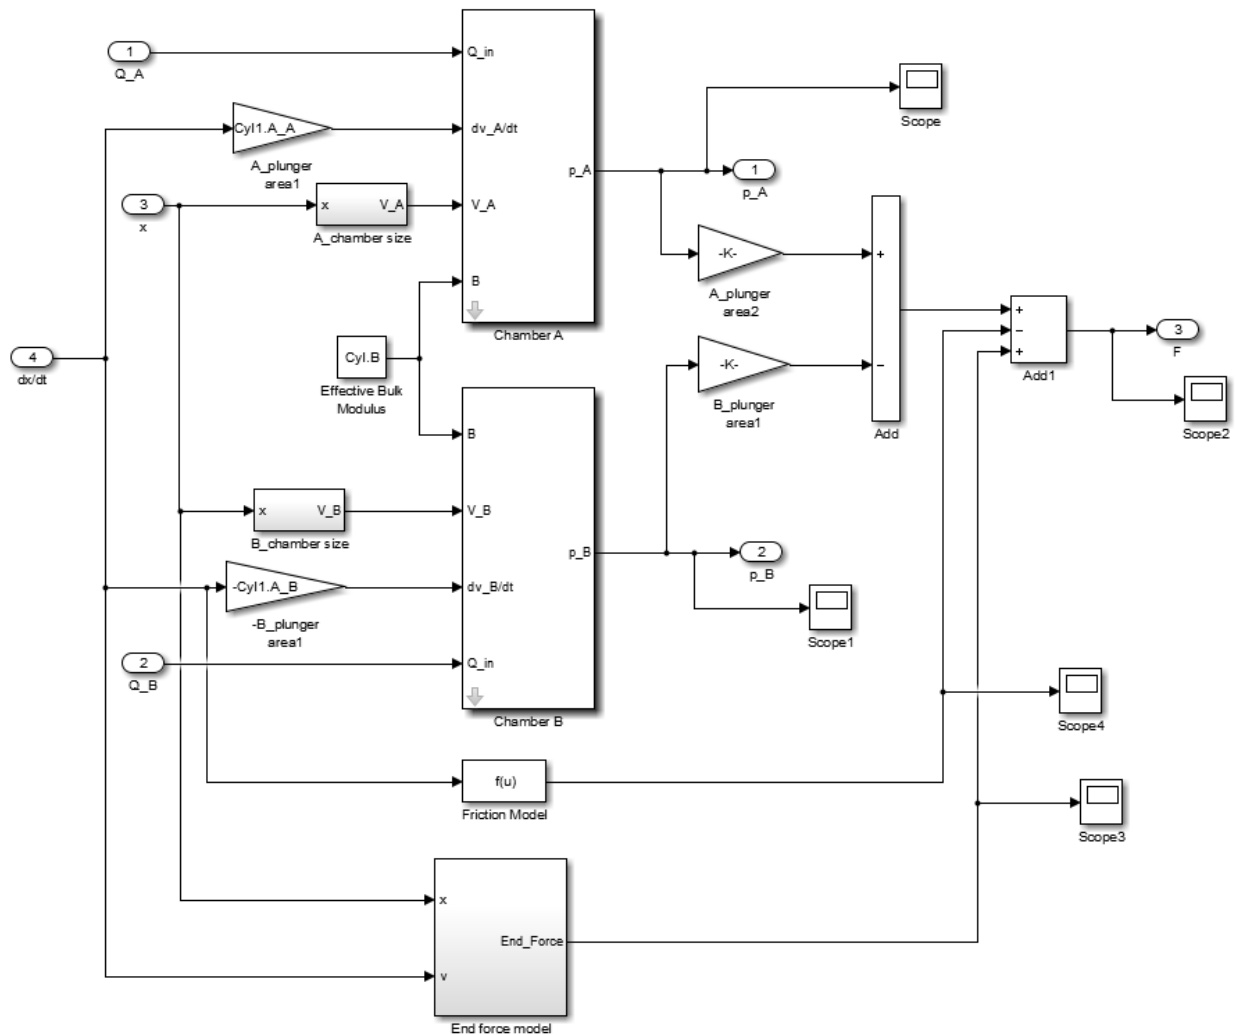 1
Q_A
Cyl1.A_A
A_plunger
area1
3
x
x
V_A
A_chamber size
Q_in
dv_A/dt
V_A
B
p_A
Chamber A
Scope
1
p_A
-K-
A_plunger
area2
+
-
Add
+
-
+
Add1
3
F
Scope2
4
dx/dt
Cyl.B
Effective Bulk
Modulus
-K-
B_plunger
area1
B
V_B
dv_B/dt
Q_in
p_B
Chamber B
x
V_B
B_chamber size
-Cyl1.A_B
-B_plunger
area1
2
Q_B
2
p_B
Scope1
Scope4
f(u)
Friction Model
Scope3
x
v
End_Force
End force model